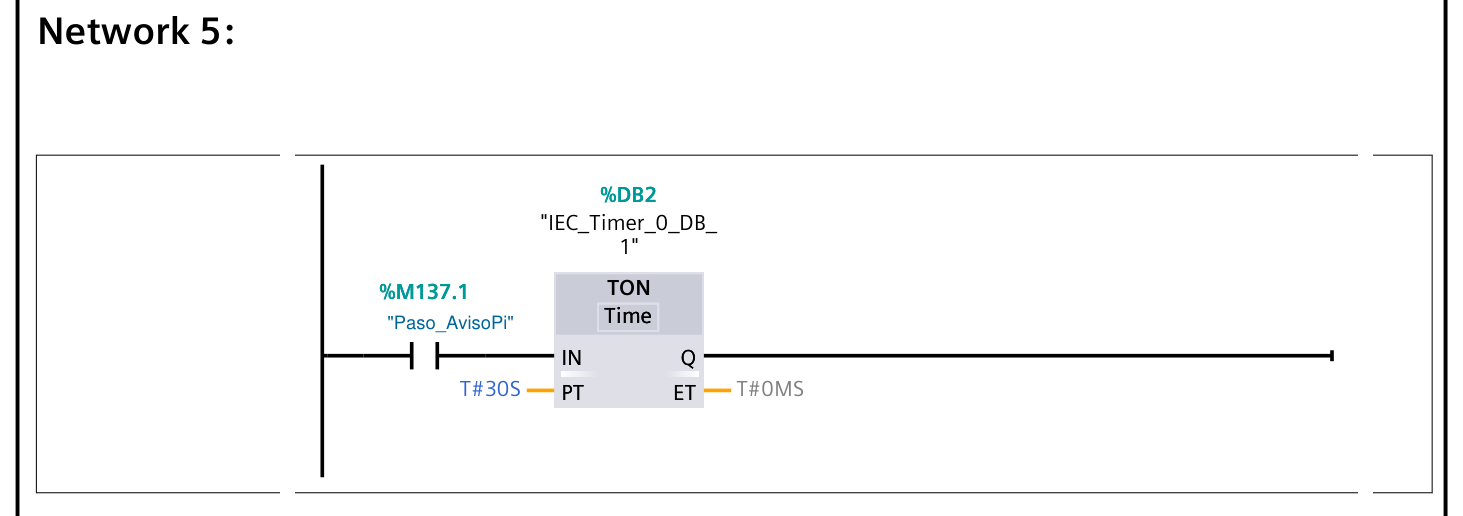 Network 5:
%DB2
"IEC_Timer_0_DB_
1"
%M137.1
"Paso_AvisoPi"
TON
Time
IN
Q
T#30S
PT
ET
T#0MS